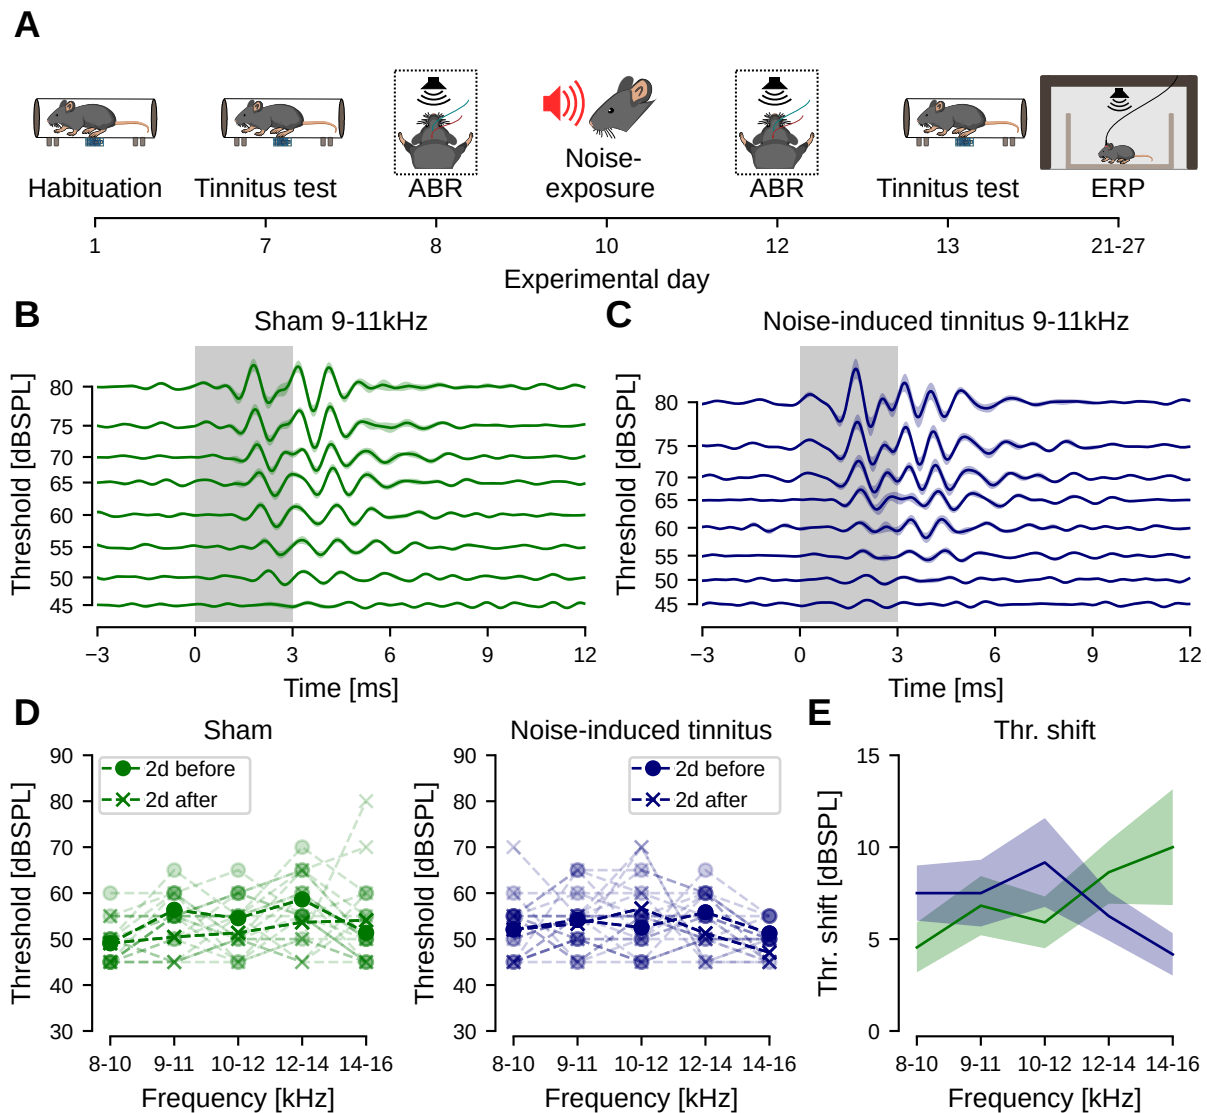 A
Habituation
Tinnitus test
ABR
Noise-
exposure
ABR
Tinnitus test
ERP
1
7
8
10
12
13
21-27
Experimental day
B
Sham 9-11kHz
Threshold [dBSPL]
80
75
70
65
60
55
50
45
−3
0
3
6
9
12
Time [ms]
C
Noise-induced tinnitus 9-11kHz
Threshold [dBSPL]
80
75
70
65
60
55
50
45
−3
0
3
6
9
12
Time [ms]
D
Sham
Threshold [dBSPL]
90
80
70
60
50
40
30
2d before
2d after
8-10
9-11
10-12
12-14
14-16
Frequency [kHz]
Noise-induced tinnitus
Threshold [dBSPL]
90
80
70
60
50
40
30
2d before
2d after
8-10
9-11
10-12
12-14
14-16
Frequency [kHz]
E
Thr. shift
Thr. shift [dBSPL]
15
10
5
0
8-10
9-11
10-12
12-14
14-16
Frequency [kHz]